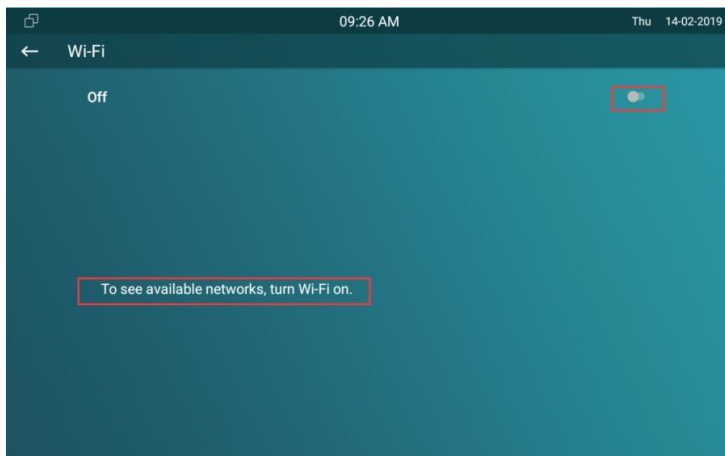 09:26 AM
Thu 14-02-2019
Wi-Fi
Off
To see available networks, turn Wi-Fi on.